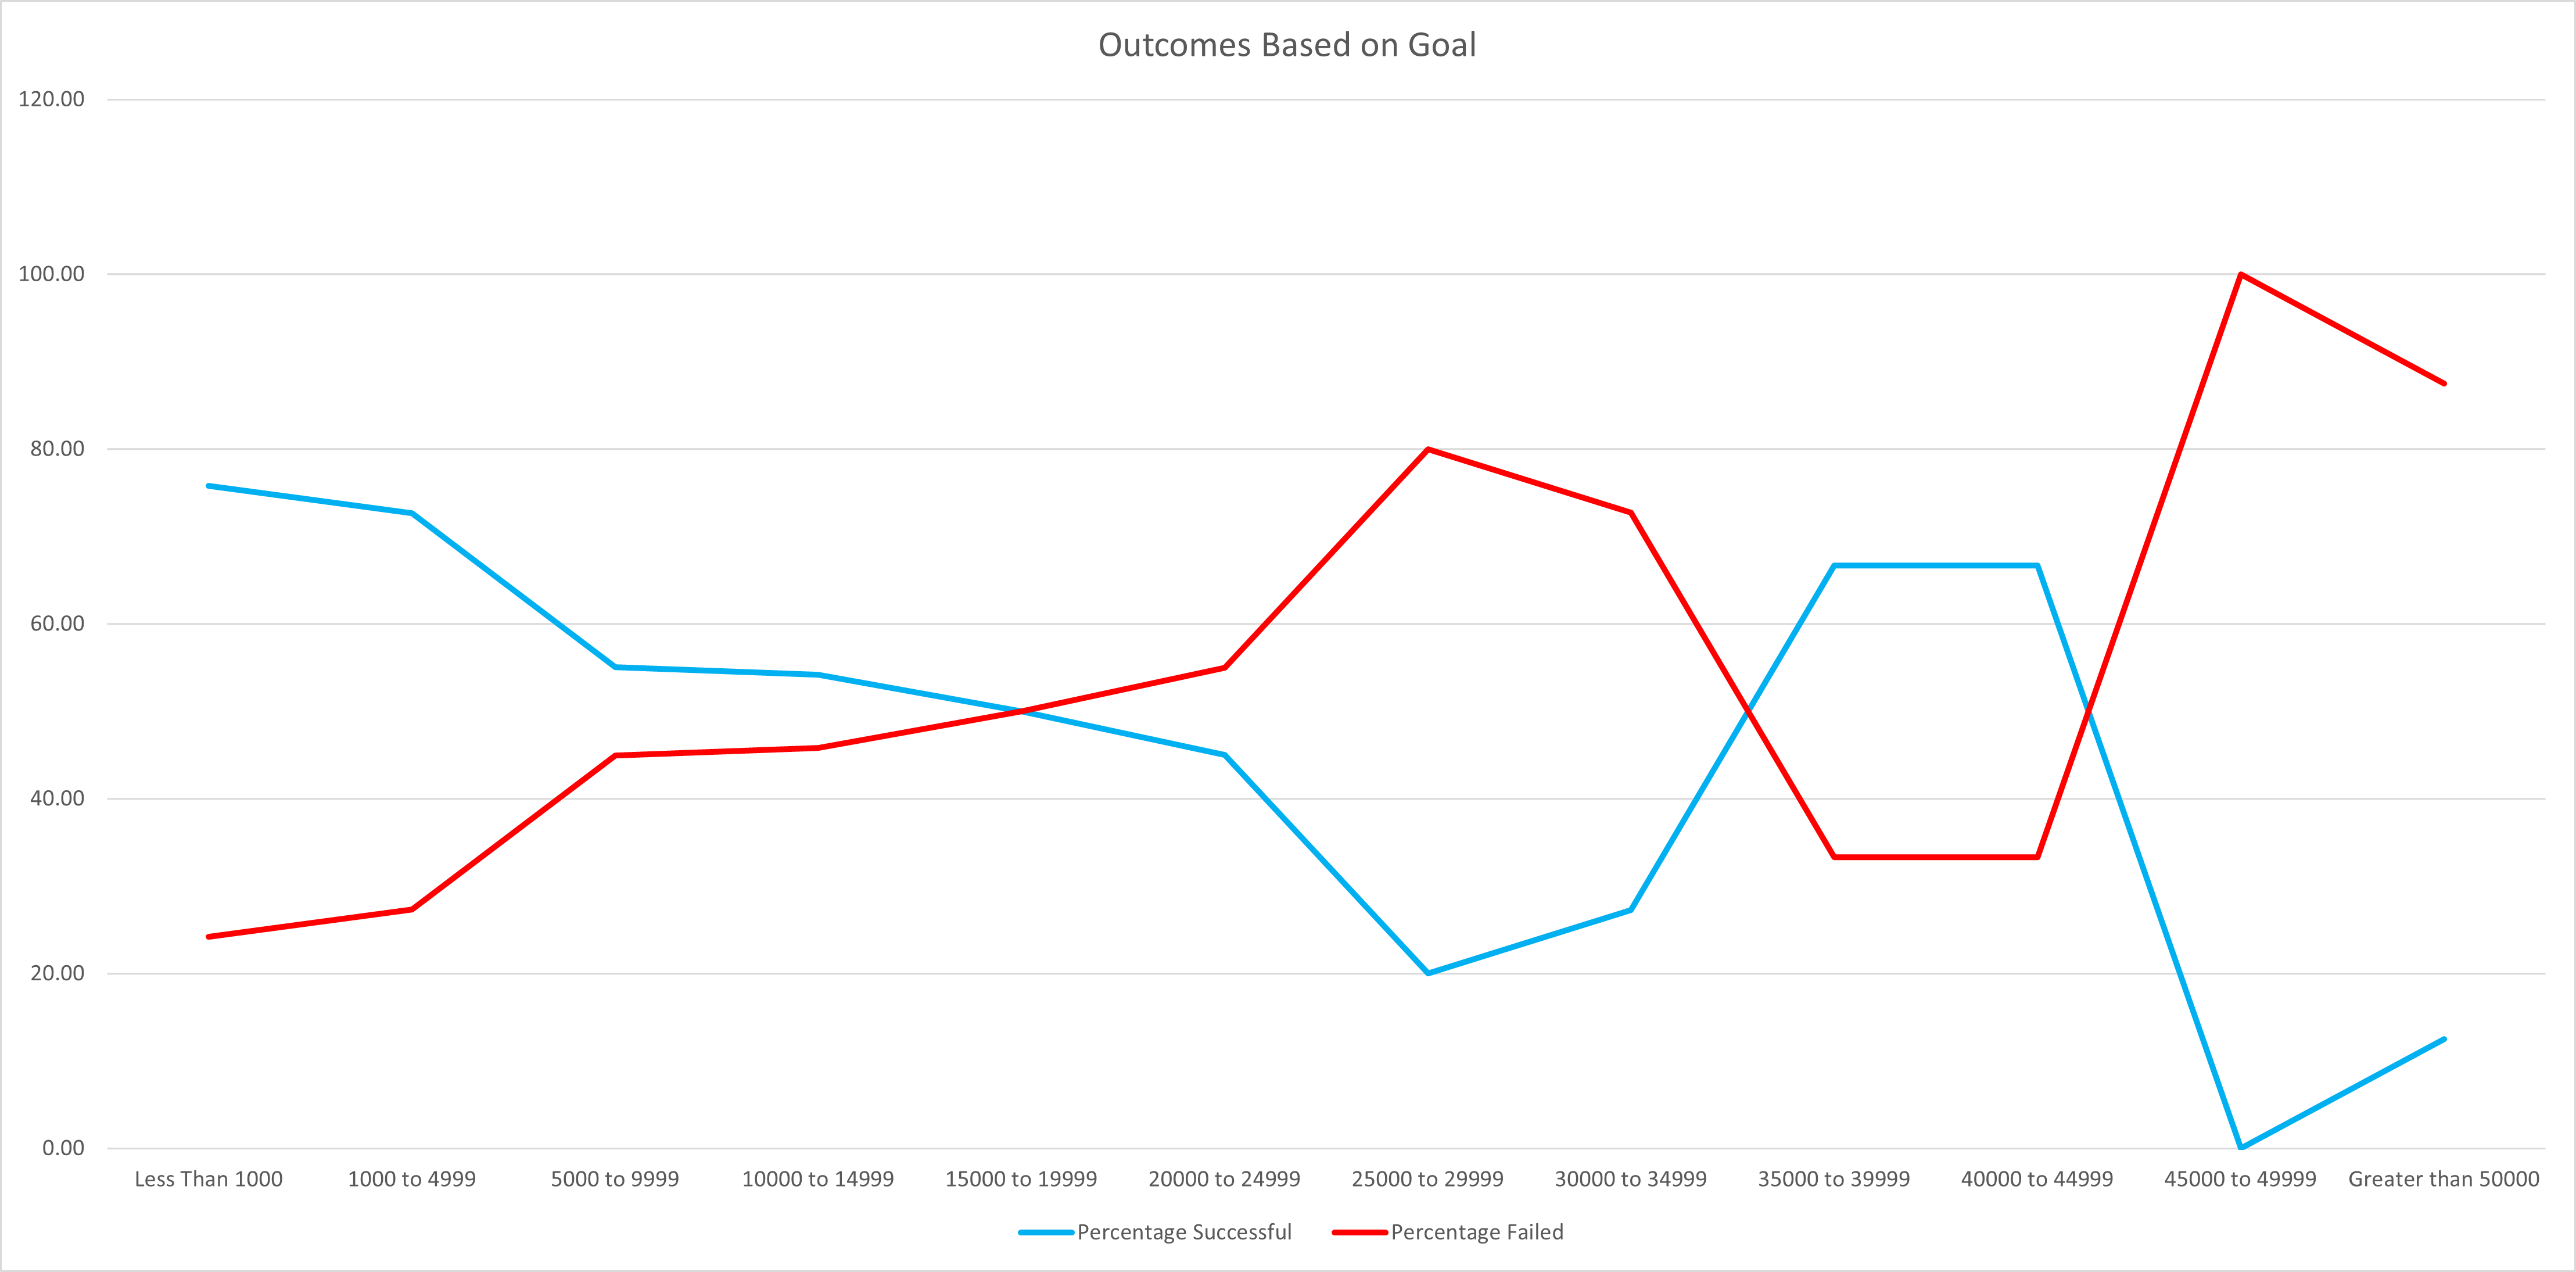 Outcomes Based on Goal
120.00
100.00
80.00
60.00
40.00
20.00
0.00
Less Than 1000 1000 to 4999 5000 to 9999 10000 to 14999 15000 to 19999 20000 to 24999 25000 to 29999 30000 to 34999 35000 to 39999 40000 to 44999 45000 to 49999 Greater than 50000
Percentage Successful Percentage Failed